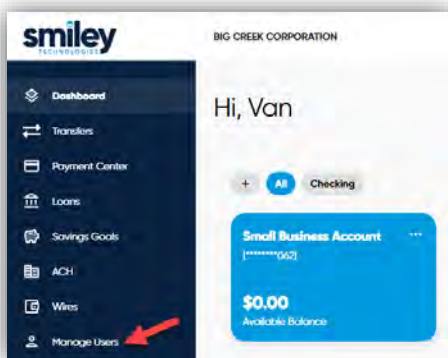 smiley
TECHNOLOGIES
BIG CREEK CORPORATION
Dashboard
Transfers
Payment Center
Loans
Savings Goals
ACH
Wires
Manage Users
Hi, Van
+ All Checking
Small Business Account ...
$0.00
Available Balance